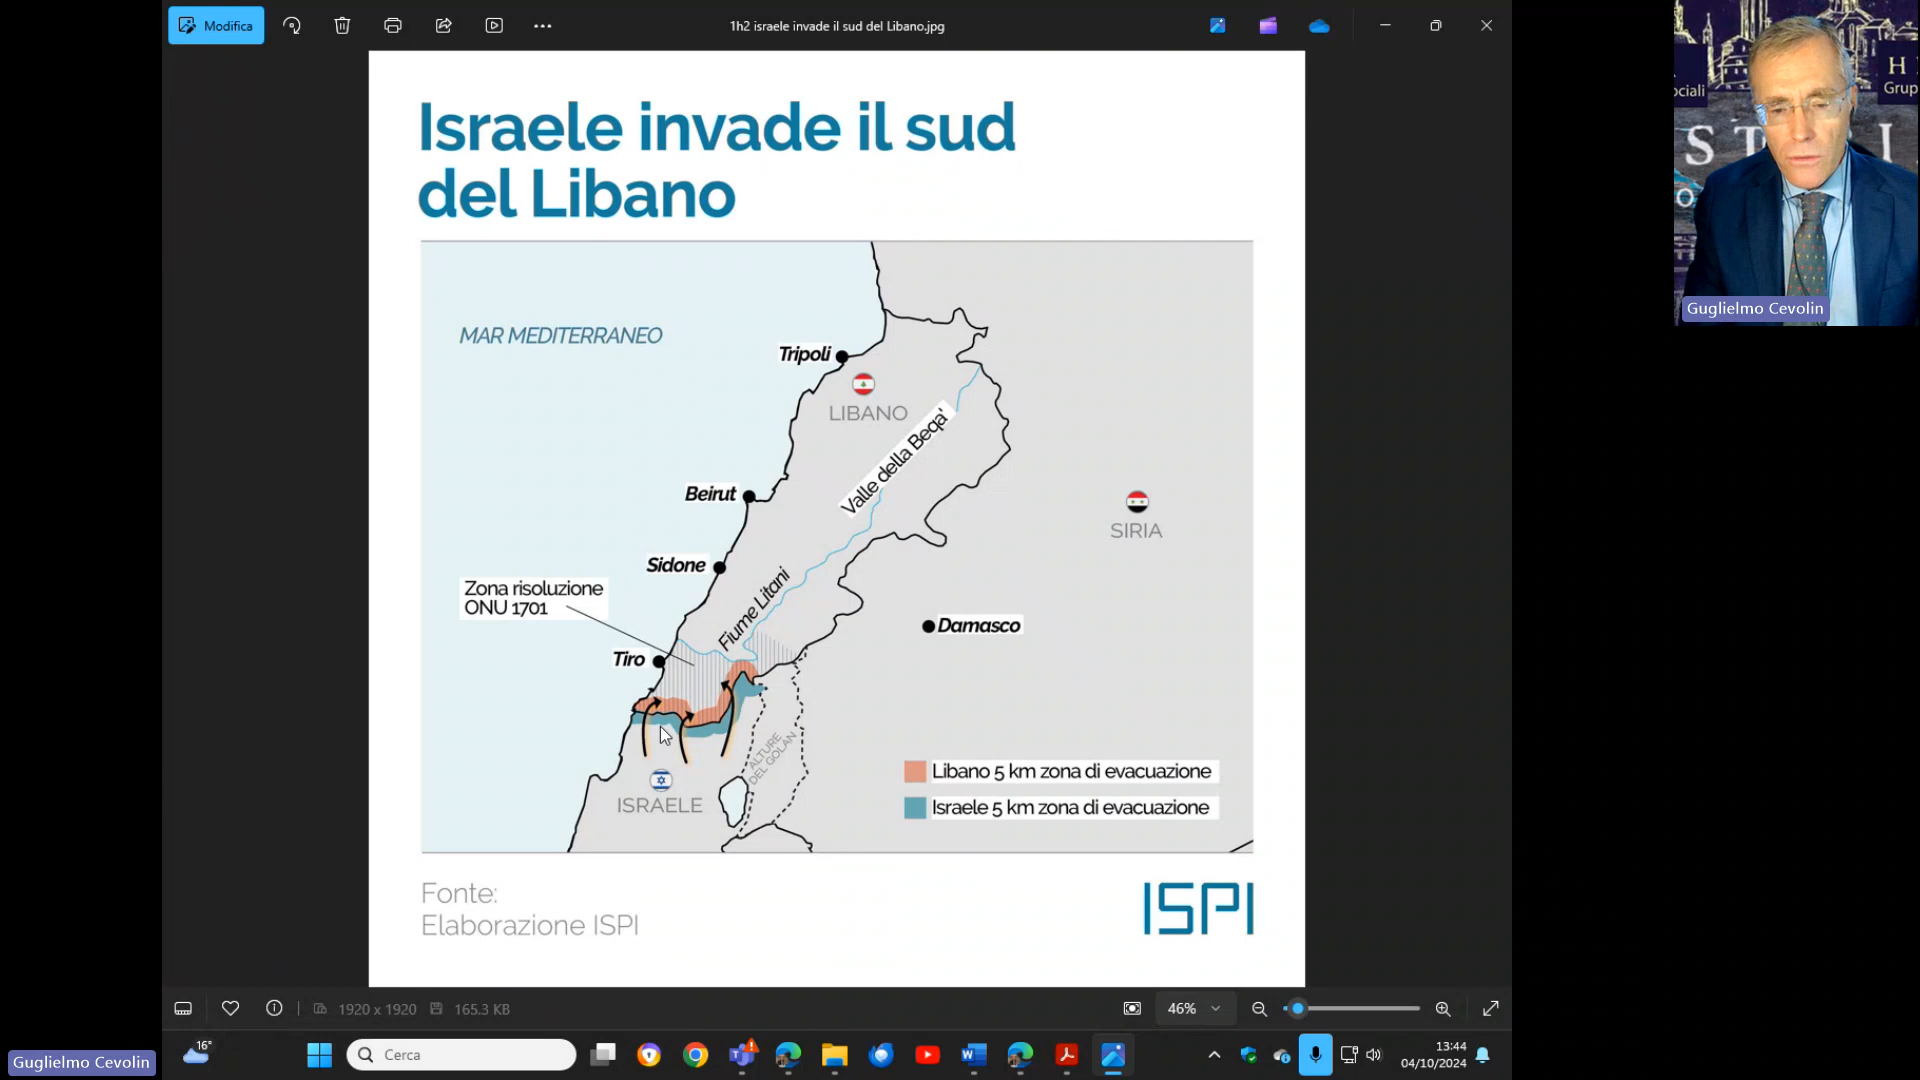 Modifica
1h2 israele invade il sud del Libano.jpg
Israele invade il sud
del Libano
MAR MEDITERRANEO
Tripoli
LIBANO
Valle della Beqa'
Beirut
SIRIA
Sidone
Zona risoluzione
ONU 1701
Fiume Litani
Damasco
Tiro
ALTURE
DEL GOLAN
Libano 5 km zona di evacuazione
ISRAELE
Israele 5 km zona di evacuazione
Fonte:
Elaborazione ISPI
ISPI
1920 x 1920
165.3 KB
46%
16°
Cerca
13:44
04/10/2024
Guglielmo Cevolin
H
ociali
Grup
S T
I
o
Guglielmo Cevolin